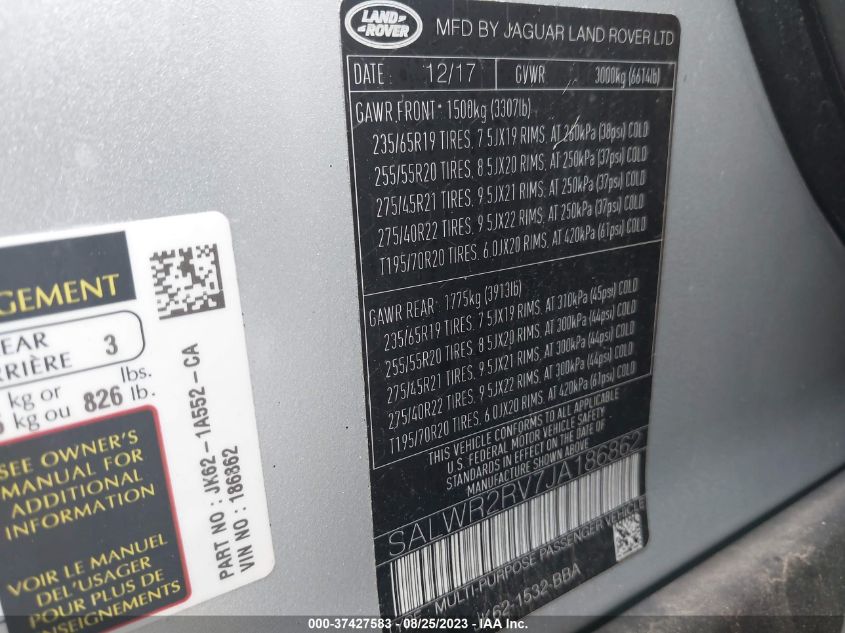 LAND
ROVER
MFD BY JAGUAR LAND ROVER LTD
DATE : 12/17 GVWR 3000kg (6614lb)
GAWR FRONT* 1500kg (3307lb)
235/65R19 TIRES, 7.5JX19 RIMS, AT 260kPa (38psi) COLD
255/55R20 TIRES, 8.5JX20 RIMS, AT 250kPa (37psi) COLD
275/45R21 TIRES, 9.5JX21 RIMS, AT 250kPa (37psi) COLD
275/40R22 TIRES, 9.5JX22 RIMS, AT 250kPa (37psi) COLD
T195/70R20 TIRES, 6.0JX20 RIMS, AT 420kPa (61psi) COLD
GAWR REAR: 1775kg (3913lb)
235/65R19 TIRES, 7.5JX19 RIMS, AT 310kPa (45psi) COLD
255/55R20 TIRES, 8.5JX20 RIMS, AT 300kPa (44psi) COLD
275/45R21 TIRES, 9.5JX21 RIMS, AT 300kPa (44psi) COLD
275/40R22 TIRES, 9.5JX22 RIMS, AT 300kPa (44psi) COLD
T195/70R20 TIRES, 6.0JX20 RIMS, AT 420kPa (61psi) COLD
THIS VEHICLE CONFORMS TO ALL APPLICABLE
U.S. FEDERAL MOTOR VEHICLE SAFETY
STANDARDS IN EFFECT ON THE DATE OF
MANUFACTURE SHOWN ABOVE
SALWR2RV7JA186862
MULTI-PURPOSE PASSENGER VEHICLE
JK62-1532-BBA
GEMENT
EAR
RRIÈRE 3
kg or lbs.
kg ou 826 lb.
SEE OWNER'S
MANUAL FOR
ADDITIONAL
INFORMATION
VOIR LE MANUEL
DEL'USAGER
POUR PLUS DE
ENSEIGNEMENTS
PART NO : JK62-1A552-CA
VIN NO : 186862
000-37427583 - 08/25/2023 - IAA Inc.